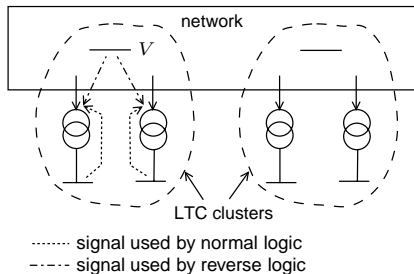 network
V
LTC clusters
signal used by normal logic
signal used by reverse logic